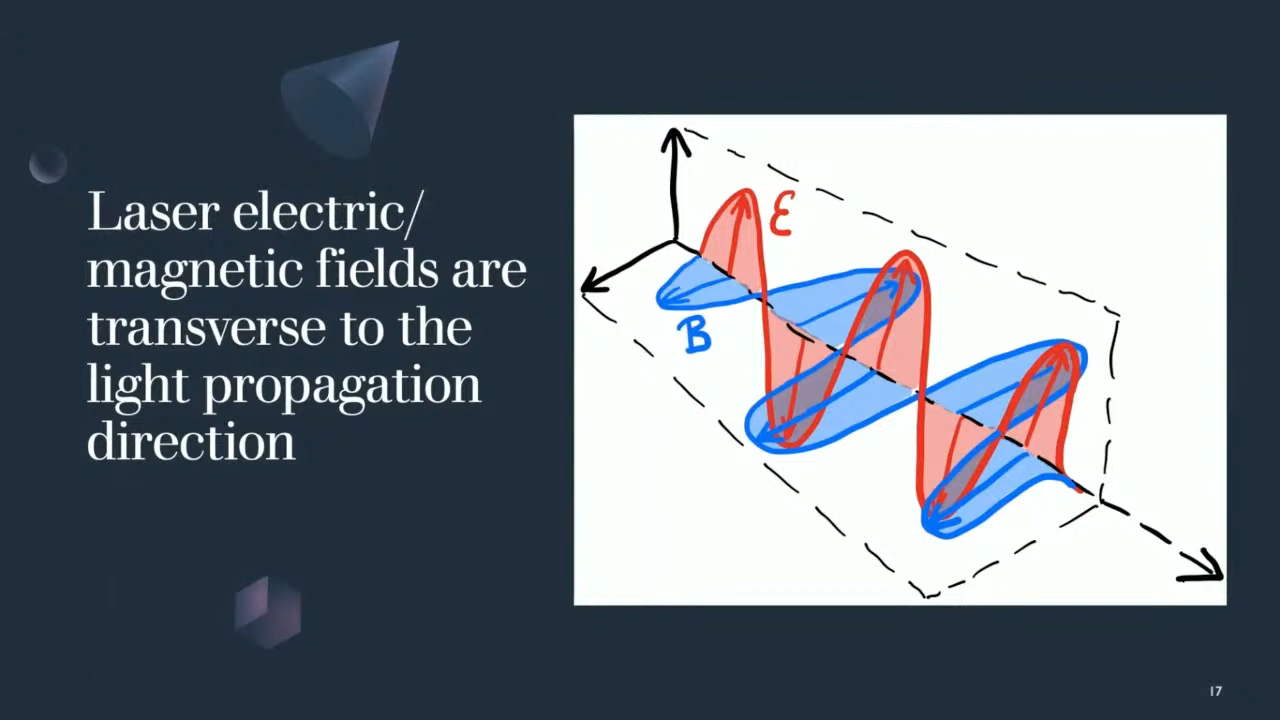 Laser electric/
magnetic fields are
transverse to the
light propagation
direction
ℰ
B
17